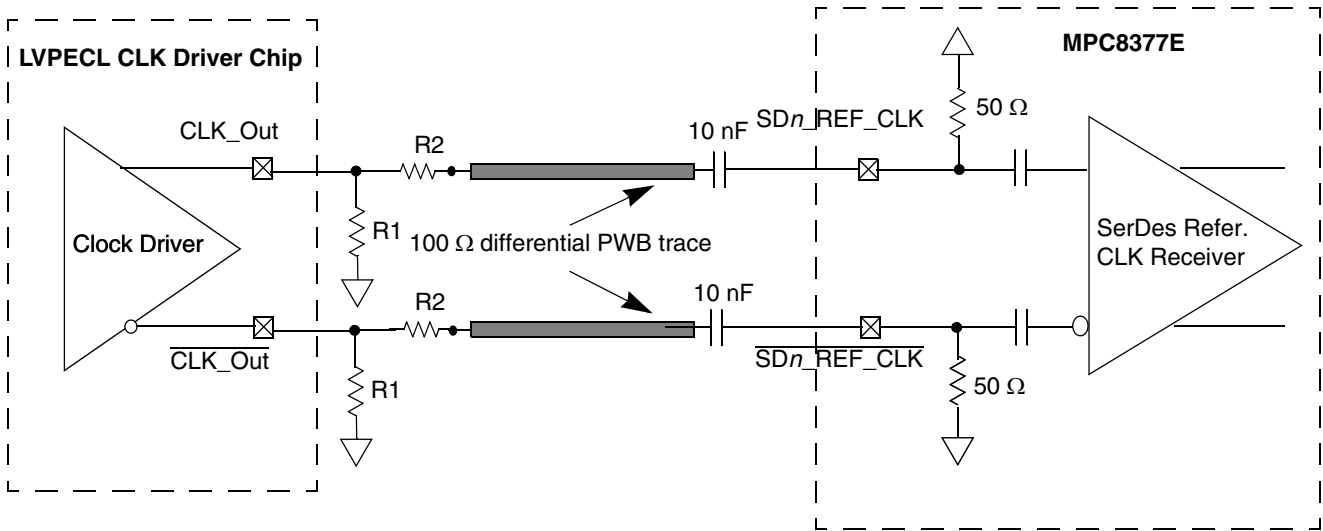 LVPECL CLK Driver Chip
MPC8377E
CLK_Out
R2
10 nF
SDn_REF_CLK
50 Ω
Clock Driver
R1
100 Ω differential PWB trace
SerDes Refer.
CLK Receiver
R2
10 nF
CLK_Out
SDn_REF_CLK
R1
50 Ω